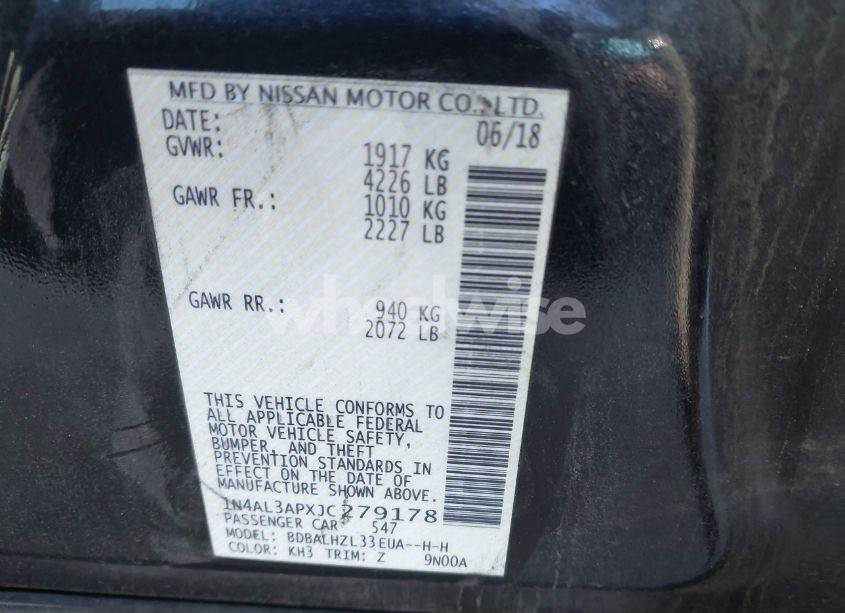 MFD BY NISSAN MOTOR CO., LTD.
DATE: 06/18
GVWR: 1917 KG
4226 LB
GAWR FR.: 1010 KG
2227 LB
GAWR RR.: 940 KG
2072 LB
wheelwise
THIS VEHICLE CONFORMS TO
ALL APPLICABLE FEDERAL
MOTOR VEHICLE SAFETY,
BUMPER, AND THEFT
PREVENTION STANDARDS IN
EFFECT ON THE DATE OF
MANUFACTURE SHOWN ABOVE.
1N4AL3APXJC279178
PASSENGER CAR 547
MODEL: BDBALHZL33EUA--H-H
COLOR: KH3 TRIM: Z 9N00A